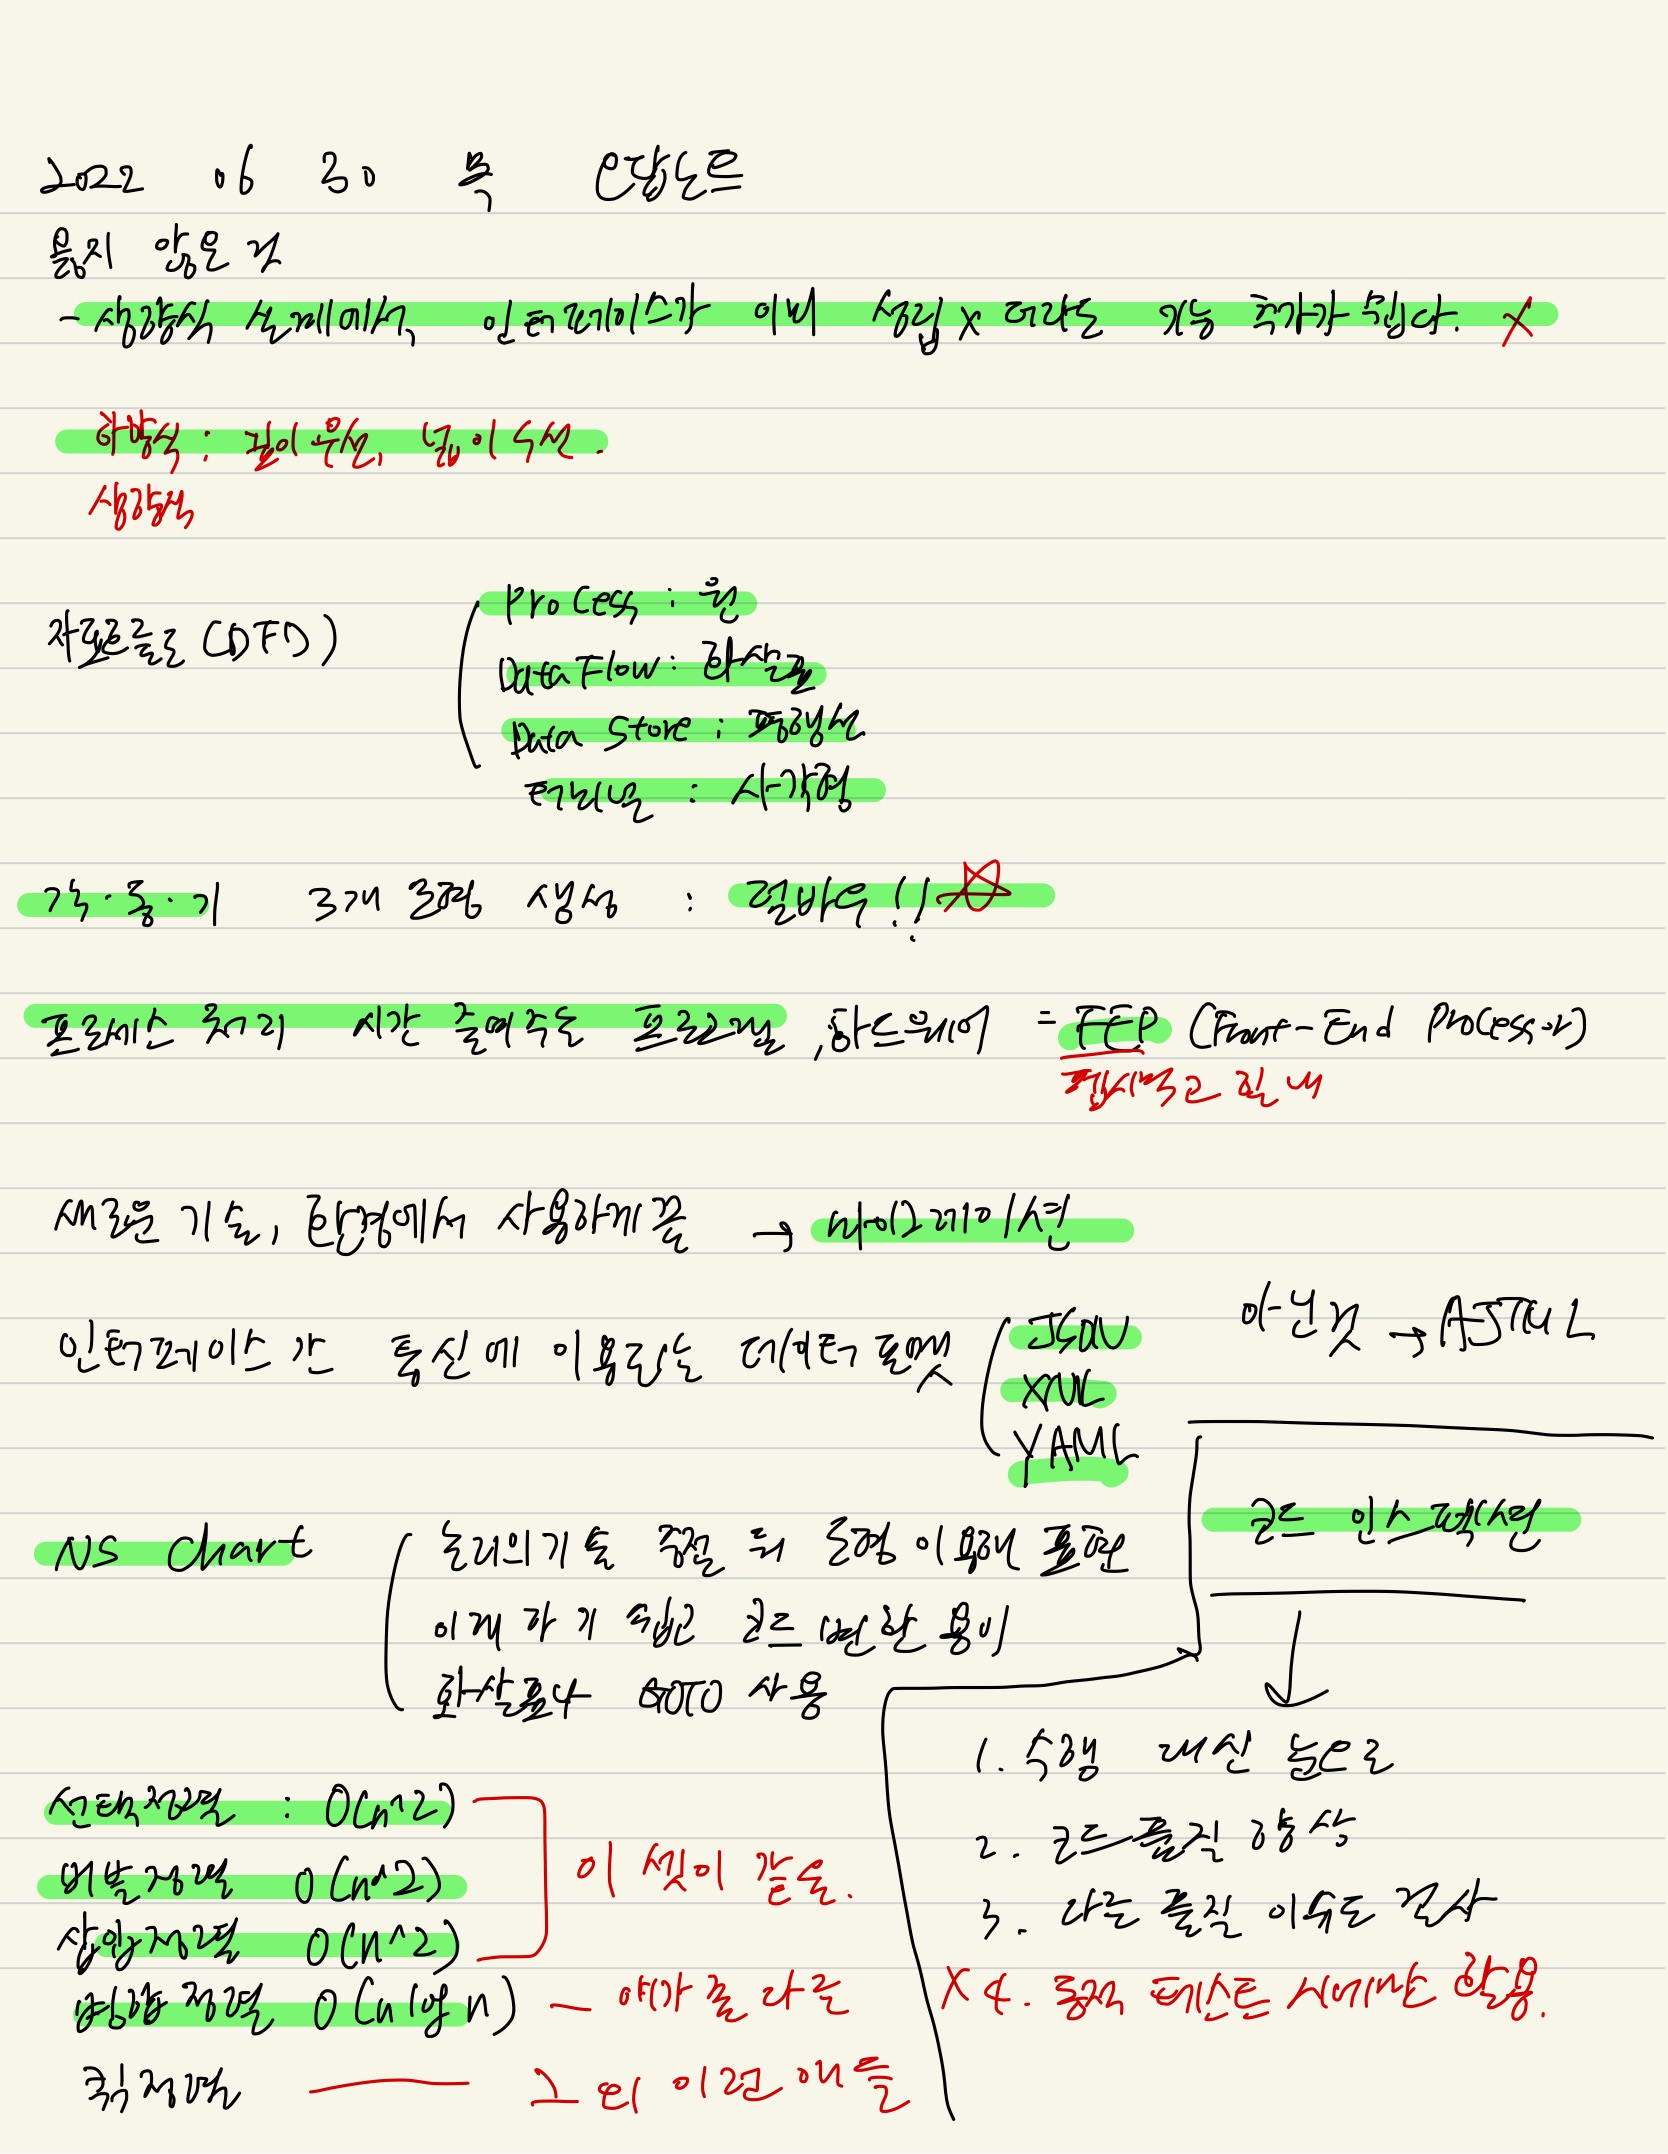 2022 06 30 목 오답노트
옳지 않은 것
- 상향식 설계에서, 인터페이스가 이미 성립 X 더라도 기능 추가가 쉽다. X
하향식 : 깊이 우선, 넓이 우선.
상향식
자료흐름도 (DFD)
Process : 원
Data Flow : 화살표
Data Store : 평행선
터미널 : 사각형
각·동·기 3개 모형 생성 : 럼바우!!
프로세스 처리 시간 줄여주는 프로그램, 하드웨어 = FEP (Front-End Processor)
펩시먹고 힘내
새로운 기술, 환경에서 사용하게끔 → 마이그레이션
인터페이스 간 통신에 이용되는 데이터 포맷
JSON
XML
YAML
아닌것 → AJTML
NS Chart
논리의 기술 중점 둬 도형 이용해 표현
이해 하기 쉽고 코드 변환 용이
화살표나 GOTO 사용
코드 인스펙션
1. 수행 대신 눈으로
2. 코드 품질 향상
3. 다른 품질 이슈도 검사
X 4. 동적 테스트 시에만 활용.
선택정렬 : O(n^2)
버블정렬 O(n^2)
삽입정렬 O(n^2)
이 셋이 같음.
힙정렬 O(n log n) - 얘가 좀 다름
퀵정렬 — 그 외 이런 애들